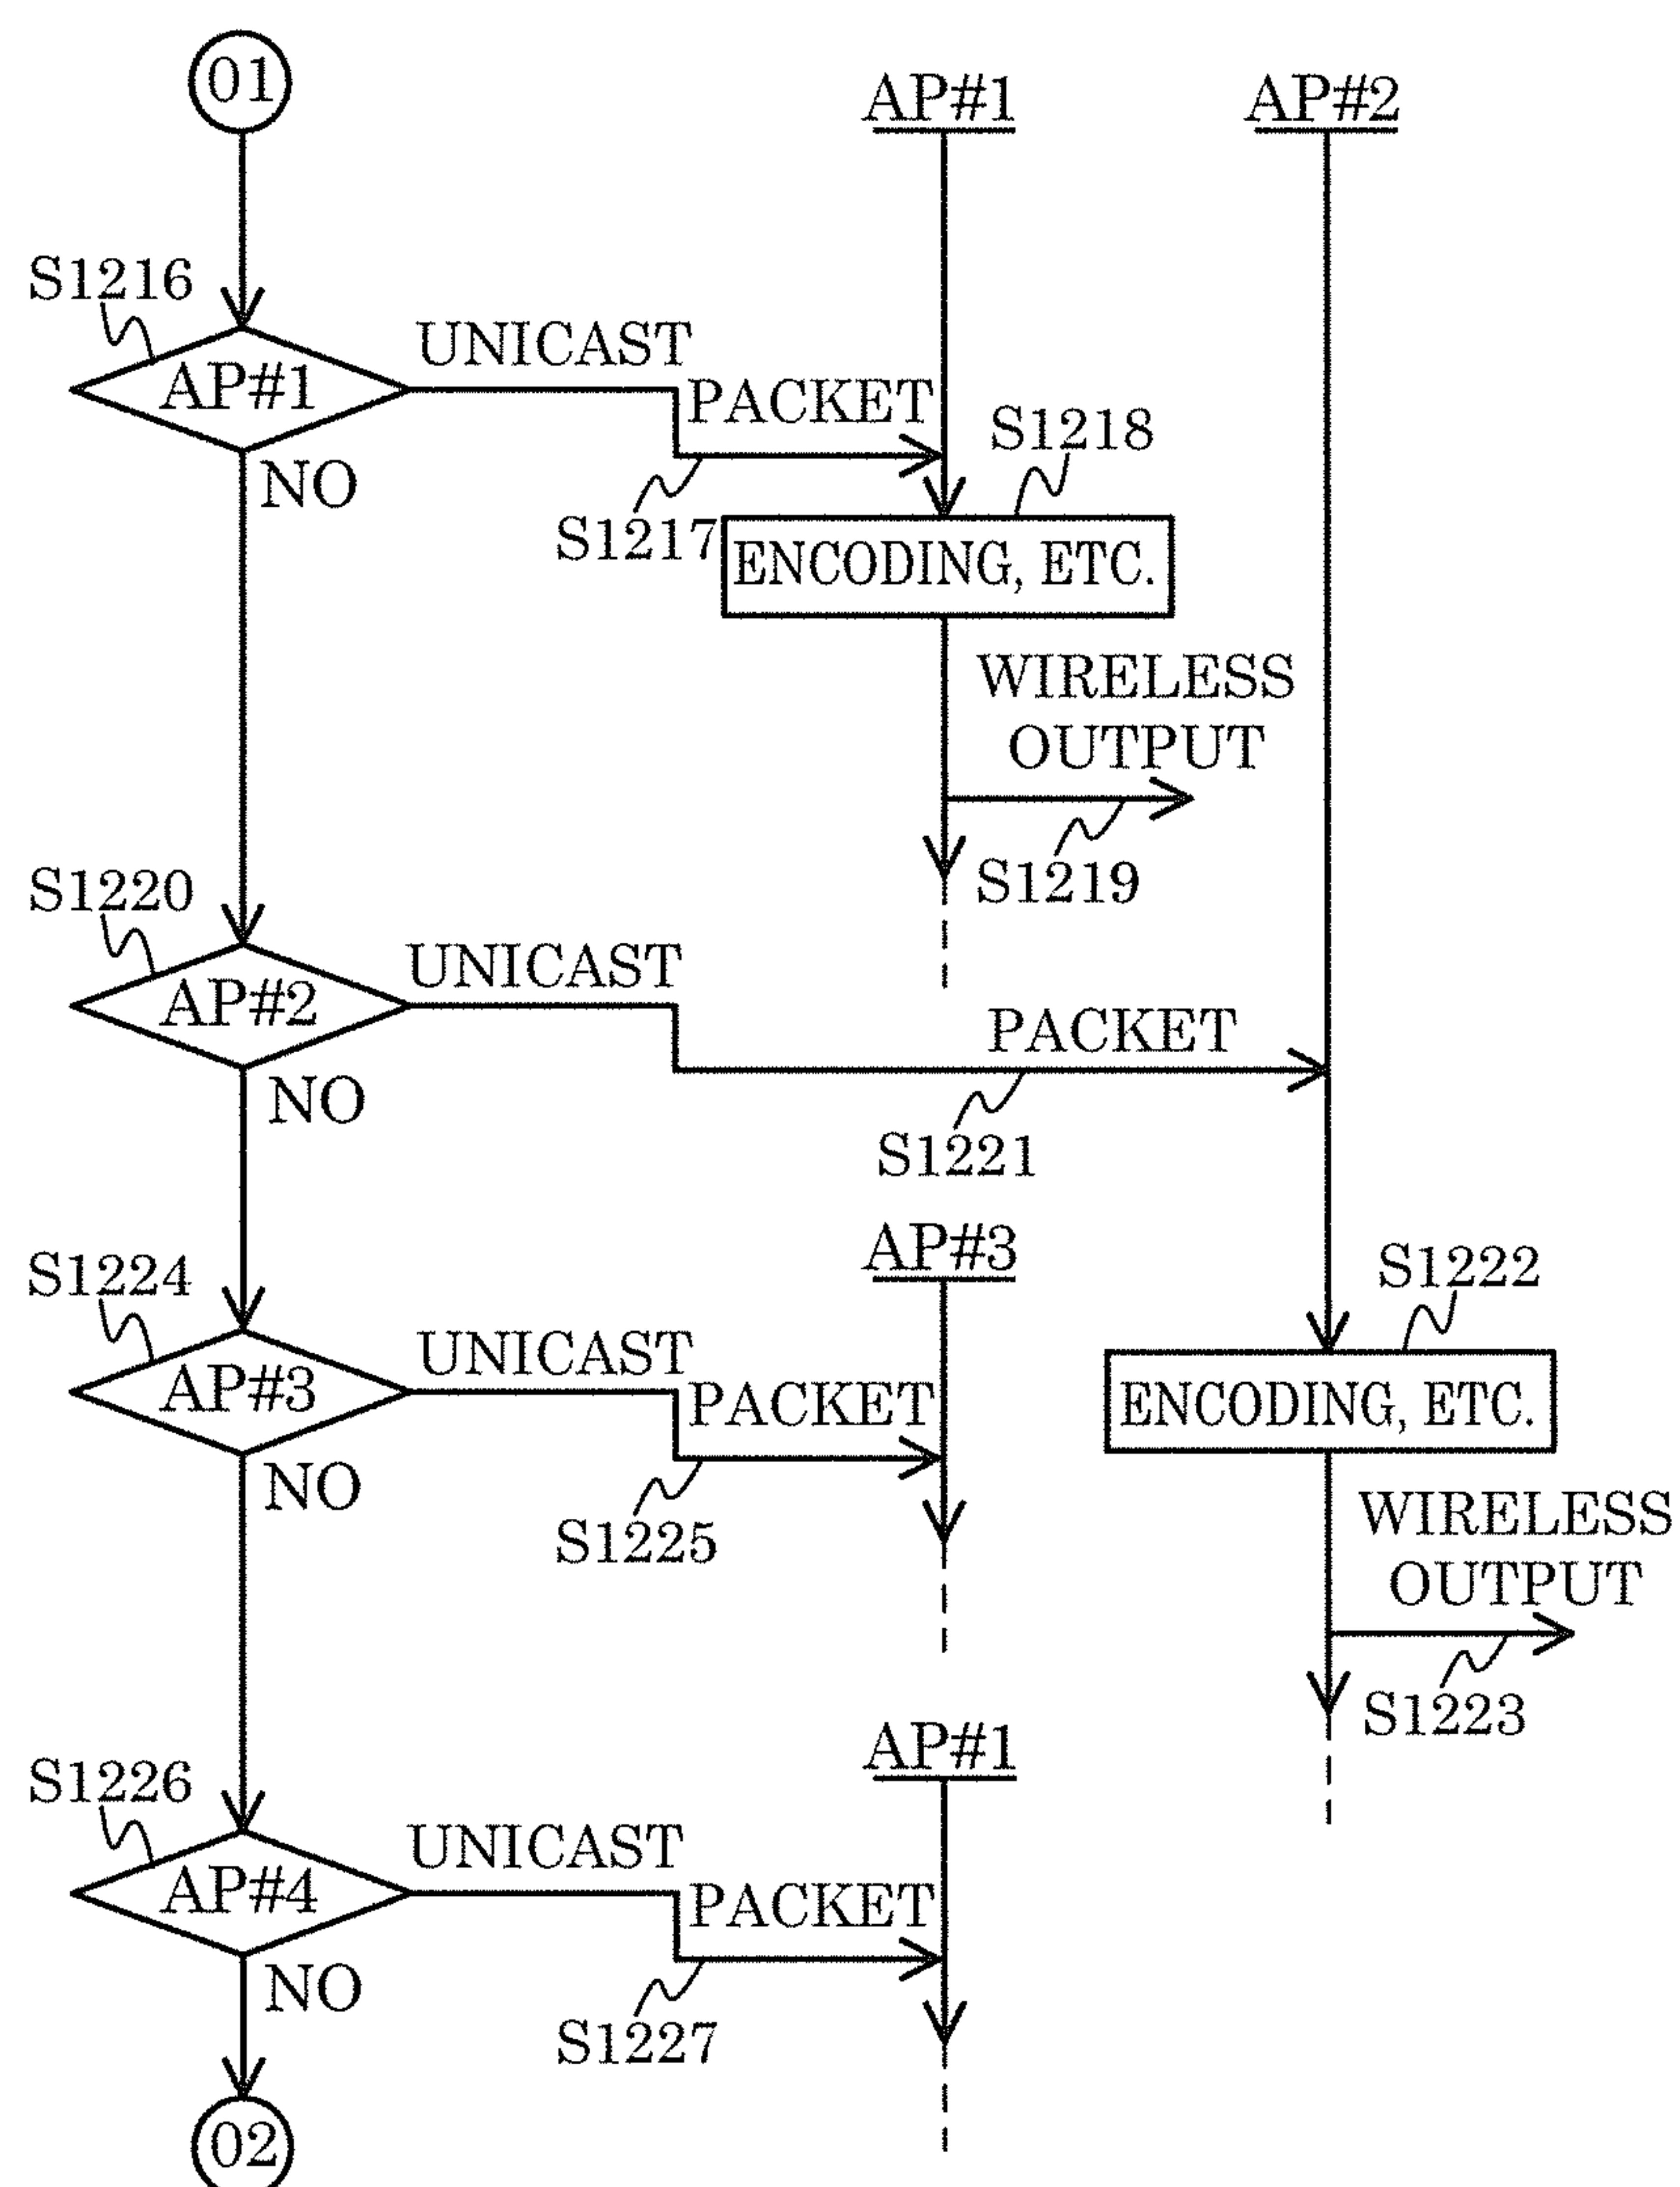 01
AP#1
AP#2
S1216
UNICAST
AP#1
PACKET
S1218
NO
S1217
ENCODING, ETC.
WIRELESS
OUTPUT
S1219
S1220
UNICAST
AP#2
PACKET
NO
S1221
AP#3
S1224
S1222
UNICAST
AP#3
PACKET
ENCODING, ETC.
NO
S1225
WIRELESS
OUTPUT
S1223
AP#1
S1226
UNICAST
AP#4
PACKET
NO
S1227
02